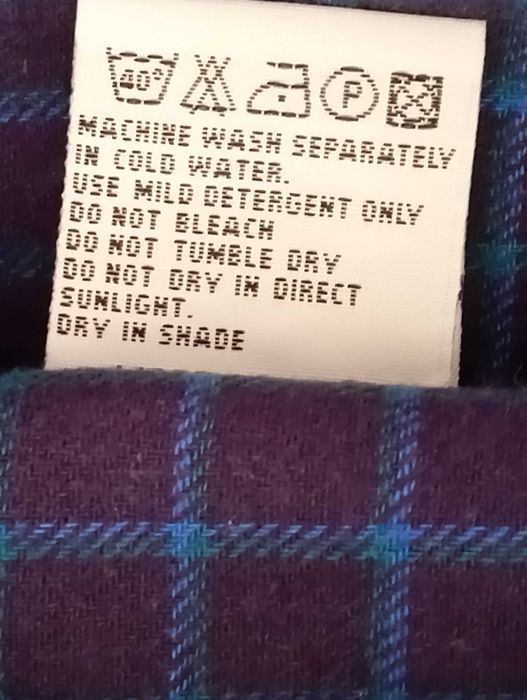 40° P
MACHINE WASH SEPARATELY
IN COLD WATER.
USE MILD DETERGENT ONLY
DO NOT BLEACH
DO NOT TUMBLE DRY
DO NOT DRY IN DIRECT
SUNLIGHT.
DRY IN SHADE